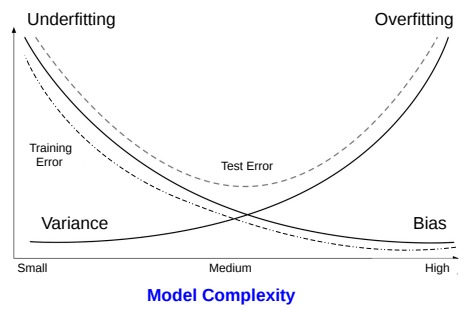 Underfitting
Overfitting
Training
Error
Test Error
Variance
Bias
Small
Medium
High
Model Complexity